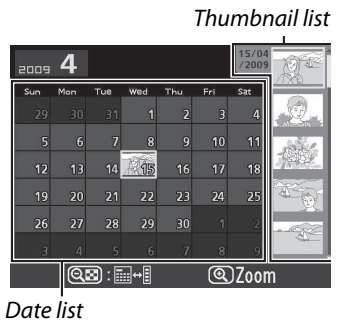 Thumbnail list
2009 4
15/04
/2009
Sun Mon Tue Wed Thu Fri Sat
29 30 31 1 2 3 4
5 6 7 8 9 10 11
12 13 14 15 16 17 18
19 20 21 22 23 24 25
26 27 28 29 30 1 2
3 4 5 6 7 8 9
: Zoom
Date list